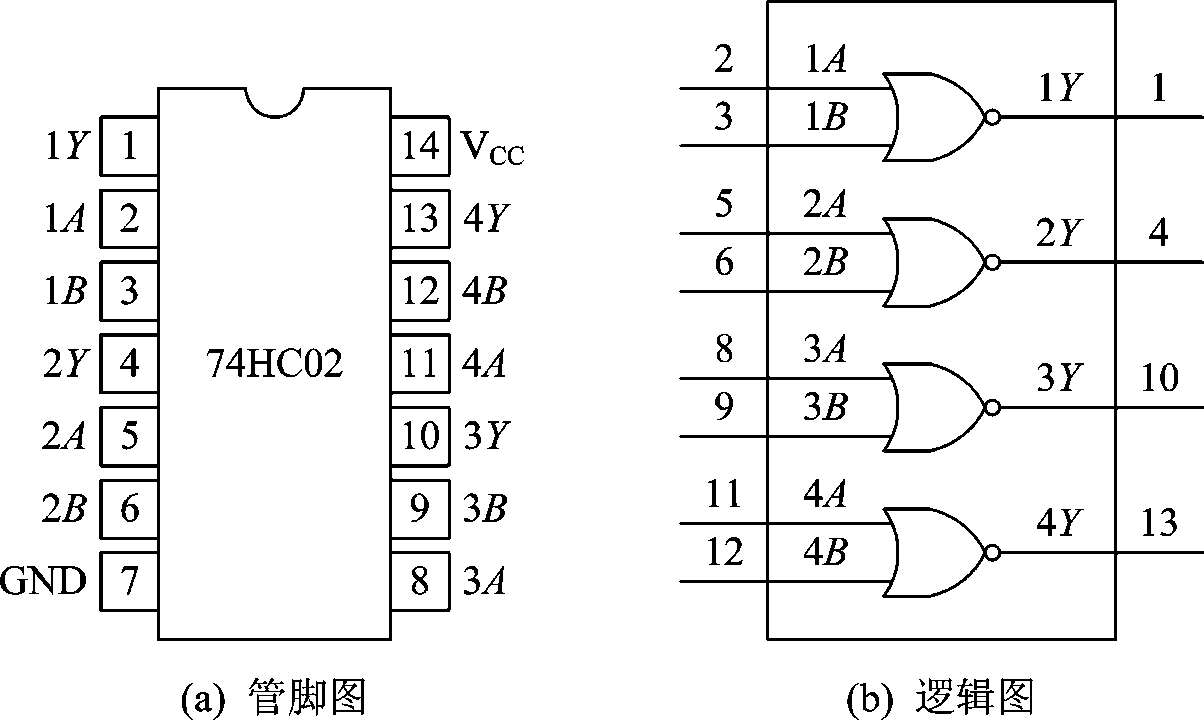 1Y 1 14 VCC
1A 2 13 4Y
1B 3 12 4B
2Y 4 74HC02 11 4A
2A 5 10 3Y
2B 6 9 3B
GND 7 8 3A
(a) 管脚图
2 1A
3 1B 1Y 1
5 2A
6 2B 2Y 4
8 3A
9 3B 3Y 10
11 4A
12 4B 4Y 13
(b) 逻辑图